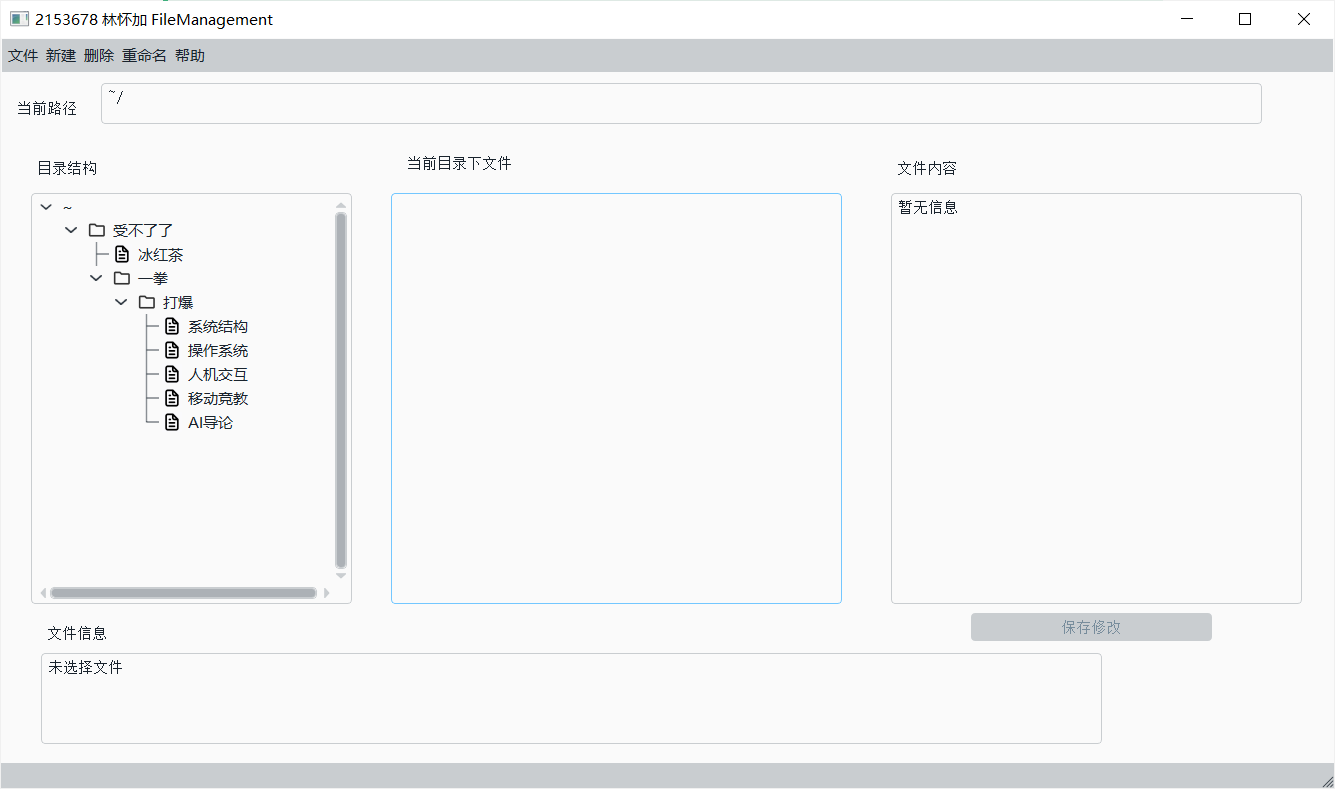 2153678 林怀加 FileManagement
文件 新建 删除 重命名 帮助
当前路径
~/
目录结构
当前目录下文件
文件内容
~
受不了了
冰红茶
一拳
打爆
系统结构
操作系统
人机交互
移动竞教
AI导论
暂无信息
保存修改
文件信息
未选择文件